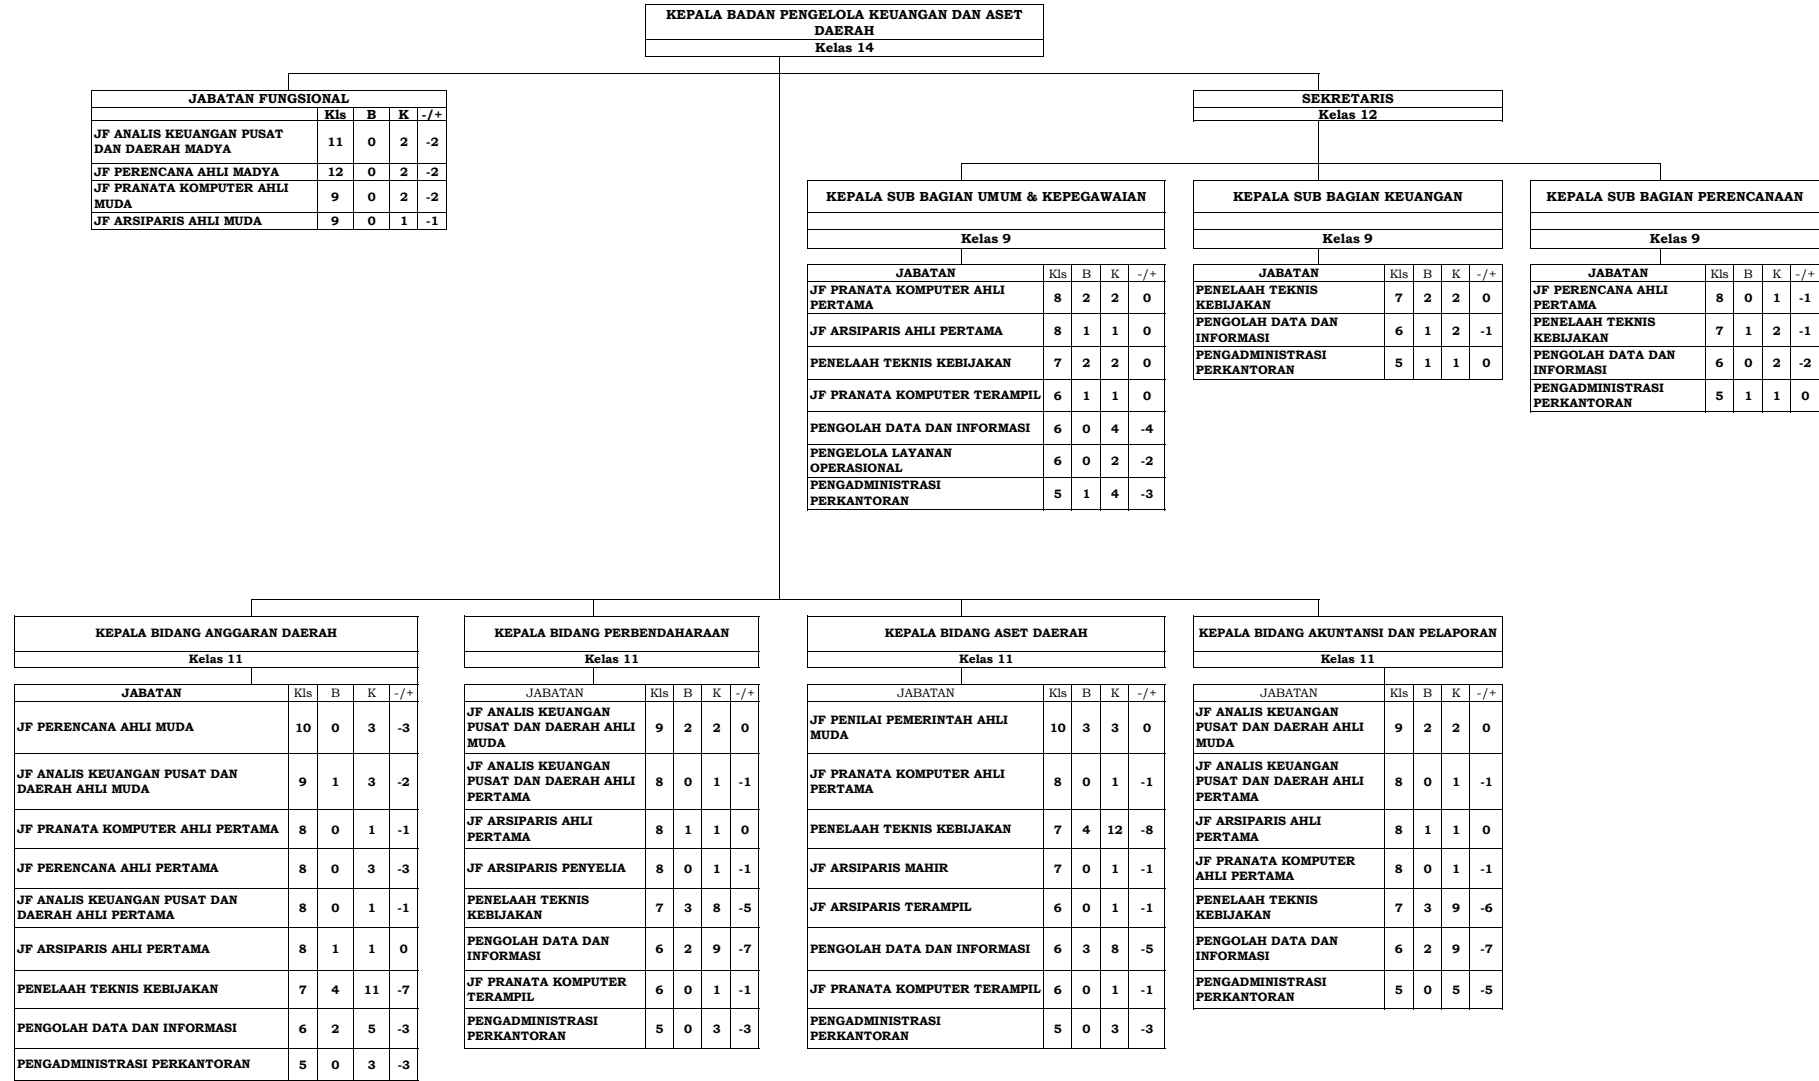 KEPALA BADAN PENGELOLA KEUANGAN DAN ASET
DAERAH
Kelas 14
JABATAN FUNGSIONAL
Kls B K -/+
JF ANALIS KEUANGAN PUSAT
DAN DAERAH MADYA 11 0 2 -2
JF PERENCANA AHLI MADYA 12 0 2 -2
JF PRANATA KOMPUTER AHLI
MUDA 9 0 2 -2
JF ARSIPARIS AHLI MUDA 9 0 1 -1
SEKRETARIS
Kelas 12
KEPALA SUB BAGIAN UMUM & KEPEGAWAIAN
Kelas 9
JABATAN Kls B K -/+
JF PRANATA KOMPUTER AHLI
PERTAMA 8 2 2 0
JF ARSIPARIS AHLI PERTAMA 8 1 1 0
PENELAAH TEKNIS KEBIJAKAN 7 2 2 0
JF PRANATA KOMPUTER TERAMPIL 6 1 1 0
PENGOLAH DATA DAN INFORMASI 6 0 4 -4
PENGELOLA LAYANAN
OPERASIONAL 6 0 2 -2
PENGADMINISTRASI
PERKANTORAN 5 1 4 -3
KEPALA SUB BAGIAN KEUANGAN
Kelas 9
JABATAN Kls B K -/+
PENELAAH TEKNIS
KEBIJAKAN 7 2 2 0
PENGOLAH DATA DAN
INFORMASI 6 1 2 -1
PENGADMINISTRASI
PERKANTORAN 5 1 1 0
KEPALA SUB BAGIAN PERENCANAAN
Kelas 9
JABATAN Kls B K -/+
JF PERENCANA AHLI
PERTAMA 8 0 1 -1
PENELAAH TEKNIS
KEBIJAKAN 7 1 2 -1
PENGOLAH DATA DAN
INFORMASI 6 0 2 -2
PENGADMINISTRASI
PERKANTORAN 5 1 1 0
KEPALA BIDANG ANGGARAN DAERAH
Kelas 11
JABATAN Kls B K -/+
JF PERENCANA AHLI MUDA 10 0 3 -3
JF ANALIS KEUANGAN PUSAT DAN
DAERAH AHLI MUDA 9 1 3 -2
JF PRANATA KOMPUTER AHLI PERTAMA 8 0 1 -1
JF PERENCANA AHLI PERTAMA 8 0 3 -3
JF ANALIS KEUANGAN PUSAT DAN
DAERAH AHLI PERTAMA 8 0 1 -1
JF ARSIPARIS AHLI PERTAMA 8 1 1 0
PENELAAH TEKNIS KEBIJAKAN 7 4 11 -7
PENGOLAH DATA DAN INFORMASI 6 2 5 -3
PENGADMINISTRASI PERKANTORAN 5 0 3 -3
KEPALA BIDANG PERBENDAHARAAN
Kelas 11
JABATAN Kls B K -/+
JF ANALIS KEUANGAN
PUSAT DAN DAERAH AHLI
MUDA 9 2 2 0
JF ANALIS KEUANGAN
PUSAT DAN DAERAH AHLI
PERTAMA 8 0 1 -1
JF ARSIPARIS AHLI
PERTAMA 8 1 1 0
JF ARSIPARIS PENYELIA 8 0 1 -1
PENELAAH TEKNIS
KEBIJAKAN 7 3 8 -5
PENGOLAH DATA DAN
INFORMASI 6 2 9 -7
JF PRANATA KOMPUTER
TERAMPIL 6 0 1 -1
PENGADMINISTRASI
PERKANTORAN 5 0 3 -3
KEPALA BIDANG ASET DAERAH
Kelas 11
JABATAN Kls B K -/+
JF PENILAI PEMERINTAH AHLI
MUDA 10 3 3 0
JF PRANATA KOMPUTER AHLI
PERTAMA 8 0 1 -1
PENELAAH TEKNIS KEBIJAKAN 7 4 12 -8
JF ARSIPARIS MAHIR 7 0 1 -1
JF ARSIPARIS TERAMPIL 6 0 1 -1
PENGOLAH DATA DAN INFORMASI 6 3 8 -5
JF PRANATA KOMPUTER TERAMPIL 6 0 1 -1
PENGADMINISTRASI
PERKANTORAN 5 0 3 -3
KEPALA BIDANG AKUNTANSI DAN PELAPORAN
Kelas 11
JABATAN Kls B K -/+
JF ANALIS KEUANGAN
PUSAT DAN DAERAH AHLI
MUDA 9 2 2 0
JF ANALIS KEUANGAN
PUSAT DAN DAERAH AHLI
PERTAMA 8 0 1 -1
JF ARSIPARIS AHLI
PERTAMA 8 1 1 0
JF PRANATA KOMPUTER
AHLI PERTAMA 8 0 1 -1
PENELAAH TEKNIS
KEBIJAKAN 7 3 9 -6
PENGOLAH DATA DAN
INFORMASI 6 2 9 -7
PENGADMINISTRASI
PERKANTORAN 5 0 5 -5